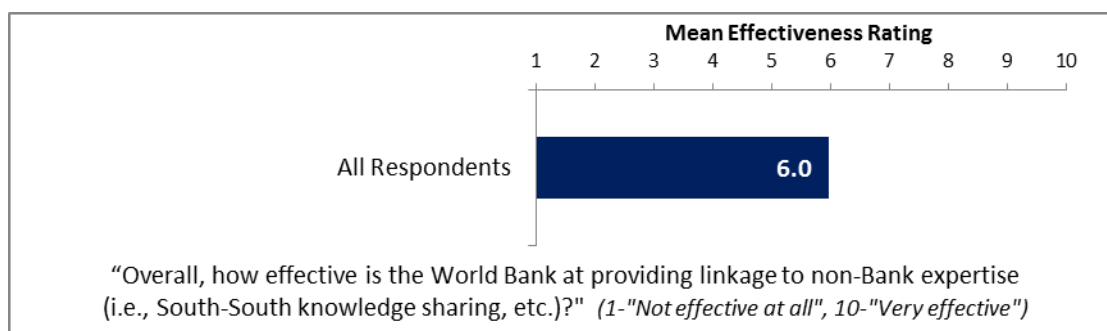 Mean Effectiveness Rating
1 2 3 4 5 6 7 8 9 10
All Respondents 6.0
“Overall, how effective is the World Bank at providing linkage to non-Bank expertise
(i.e., South-South knowledge sharing, etc.)?" (1-"Not effective at all", 10-"Very effective")